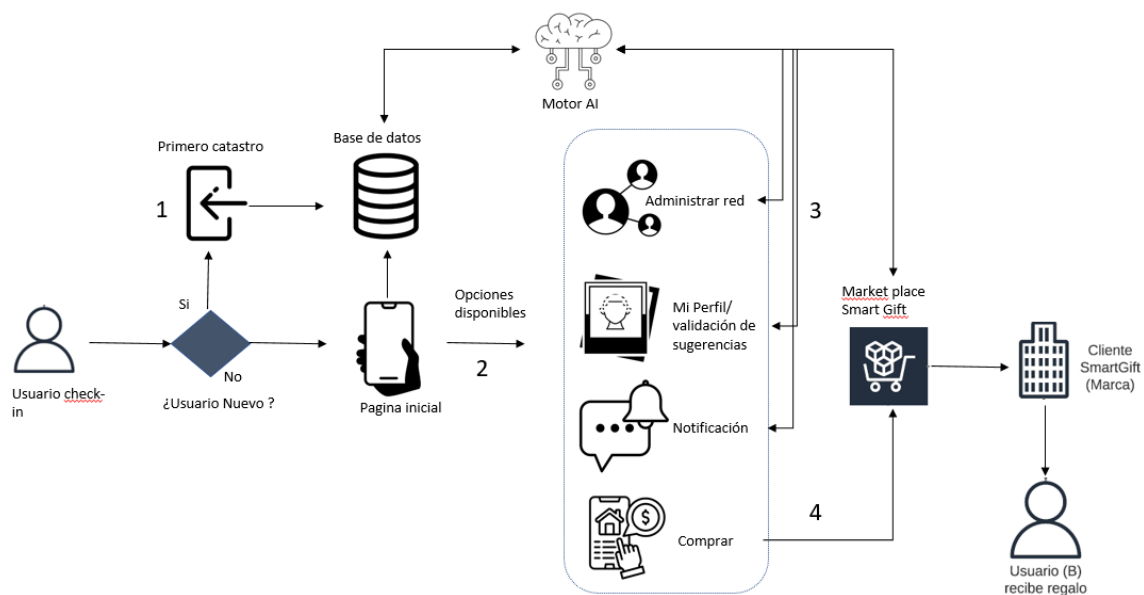 Motor AI
Primero catastro
Base de datos
1
Administrar red
3
Si
Opciones
disponibles
Market place
Smart Gift
Mi Perfil/
validación de
sugerencias
2
No
Usuario check-
in
¿Usuario Nuevo ?
Pagina inicial
Cliente
SmartGift
(Marca)
Notificación
$
4
Comprar
Usuario (B)
recibe regalo